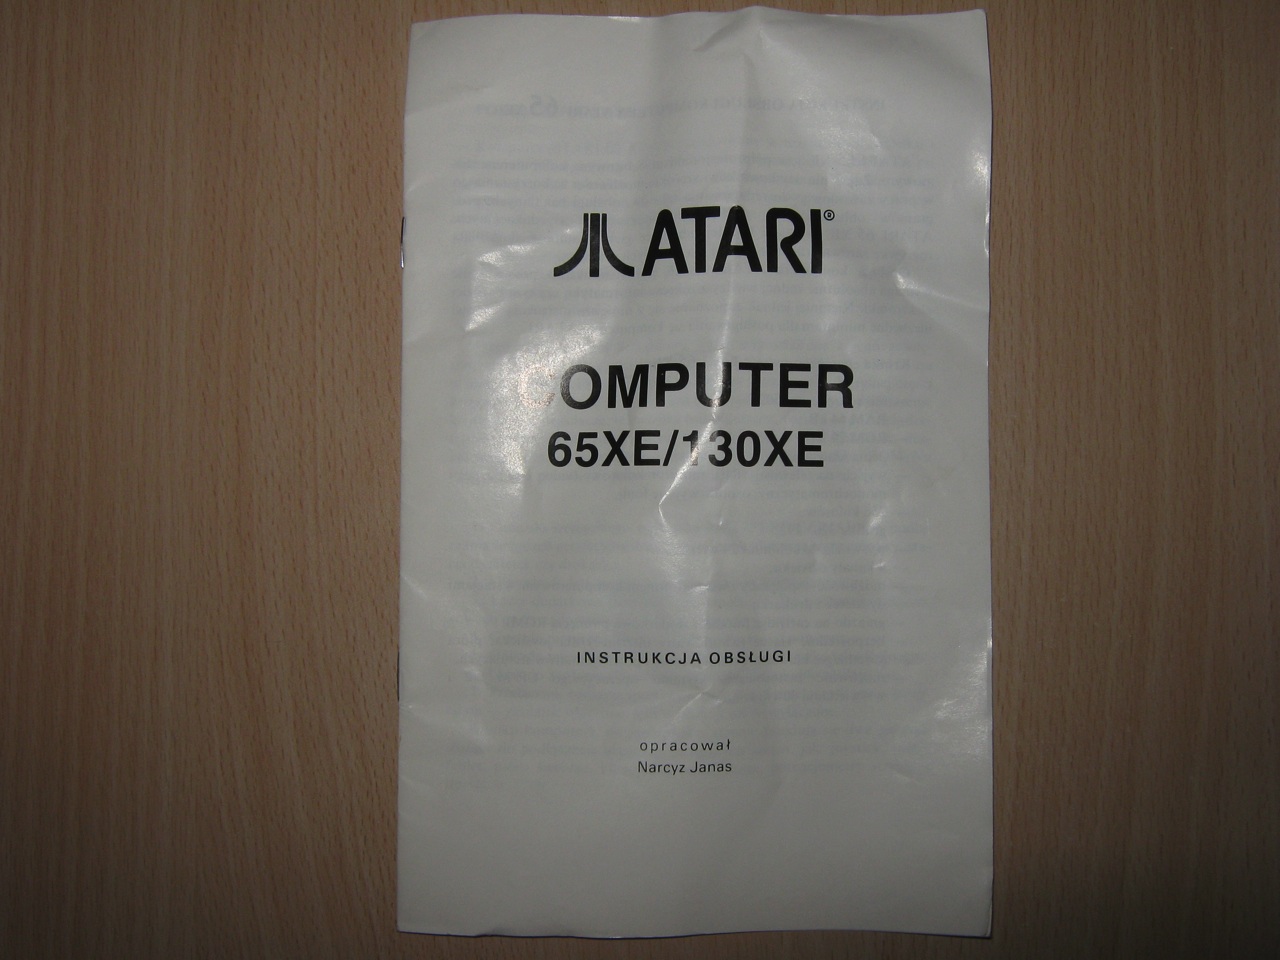 ATARI®
COMPUTER
65XE/130XE
INSTRUKCJA OBSŁUGI
opracował
Narcyz Janas